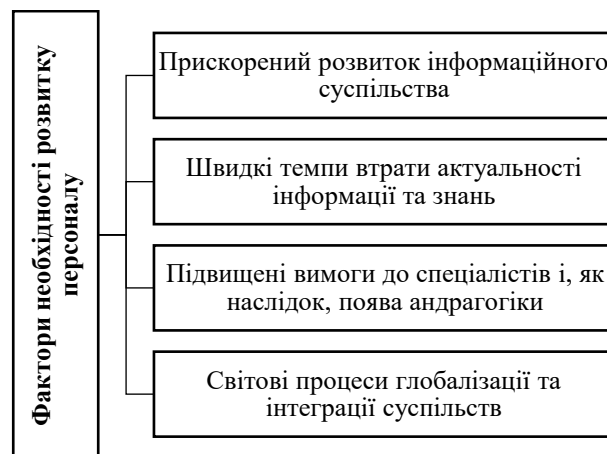 Фактори необхідності розвитку
персоналу
Прискорений розвиток інформаційного
суспільства
Швидкі темпи втрати актуальності
інформації та знань
Підвищені вимоги до спеціалістів і, як
наслідок, поява андрагогіки
Світові процеси глобалізації та
інтеграції суспільств